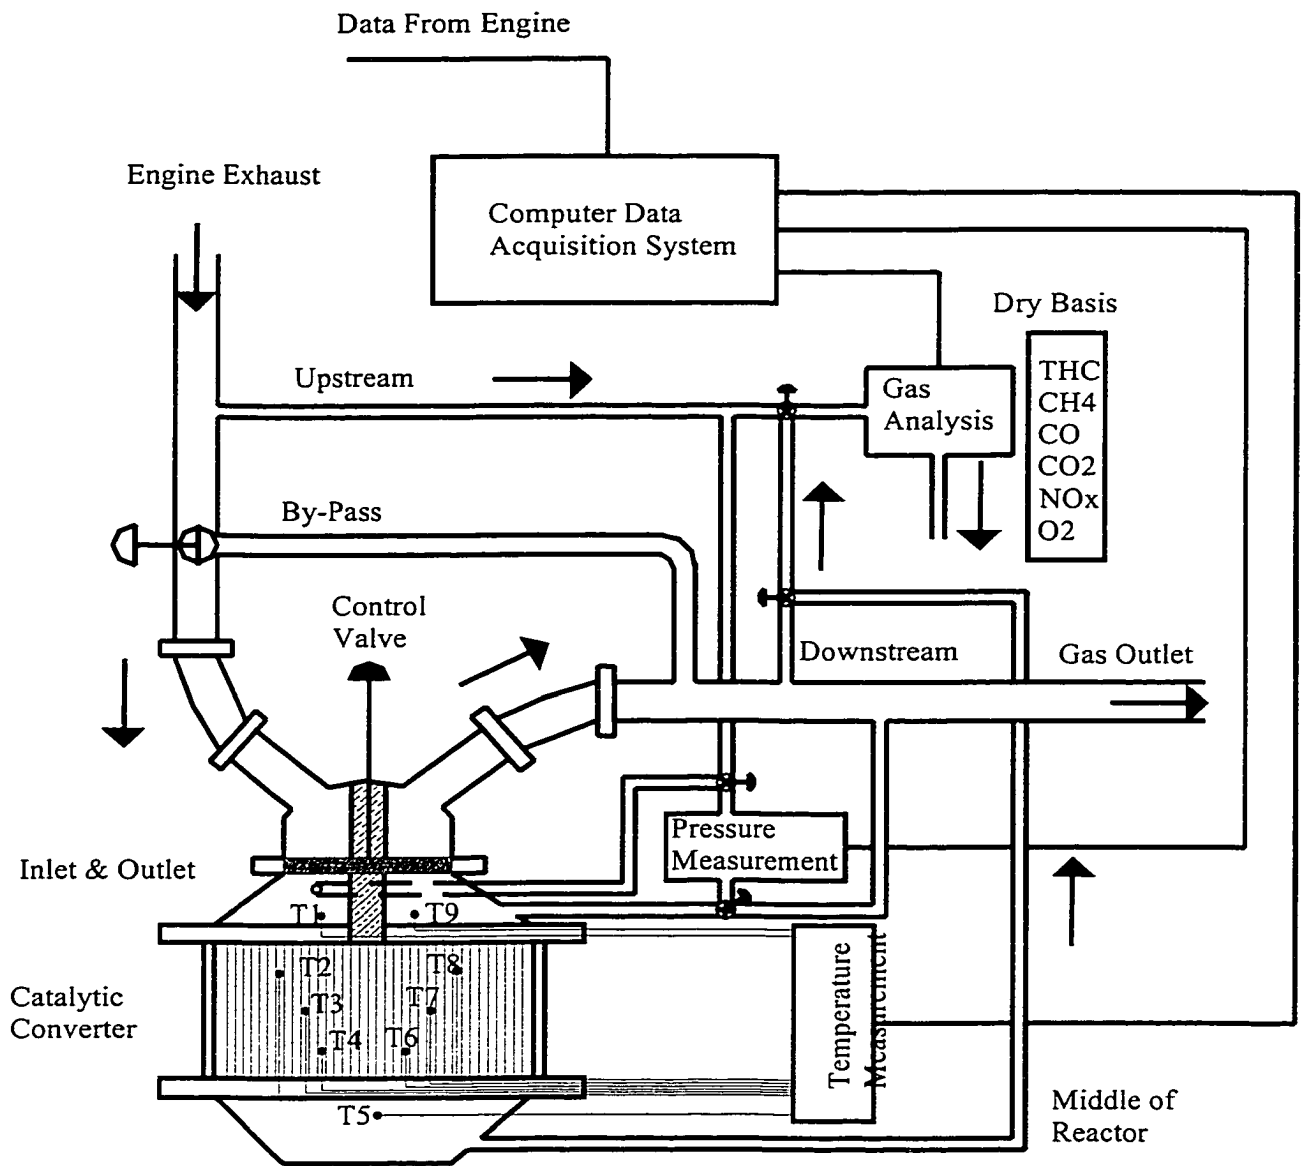 Data From Engine
Engine Exhaust
Computer Data
Acquisition System
Dry Basis
Upstream
Gas
Analysis
THC
CH4
CO
CO2
NOx
O2
By-Pass
Control
Valve
Downstream
Gas Outlet
Pressure
Measurement
Inlet & Outlet
T1
T9
T2
T8
T3
T7
T4
T6
Catalytic
Converter
Temperature
Measurement
T5
Middle of
Reactor